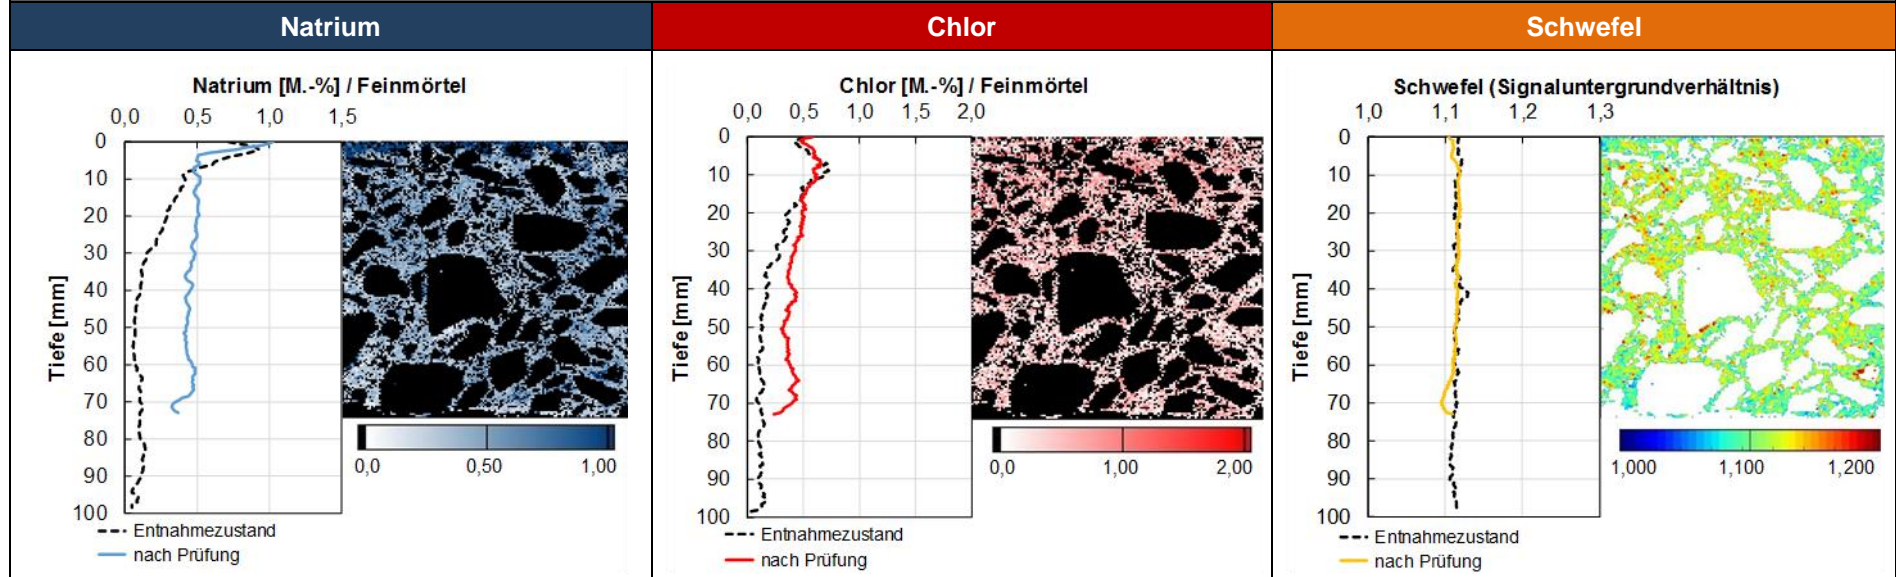 Natrium
Chlor
Schwefel
Natrium [M.-%] / Feinmörtel
0,0 0,5 1,0 1,5
0
10
20
30
40
50
60
70
80
90
100
Tiefe [mm]
0,0 0,50 1,00
Entnahmezustand
nach Prüfung
Chlor [M.-%] / Feinmörtel
0,0 0,5 1,0 1,5 2,0
0
10
20
30
40
50
60
70
80
90
100
Tiefe [mm]
0,0 1,00 2,00
Entnahmezustand
nach Prüfung
Schwefel (Signaluntergrundverhältnis)
1,0 1,1 1,2 1,3
0
10
20
30
40
50
60
70
80
90
100
Tiefe [mm]
1,000 1,100 1,200
Entnahmezustand
nach Prüfung